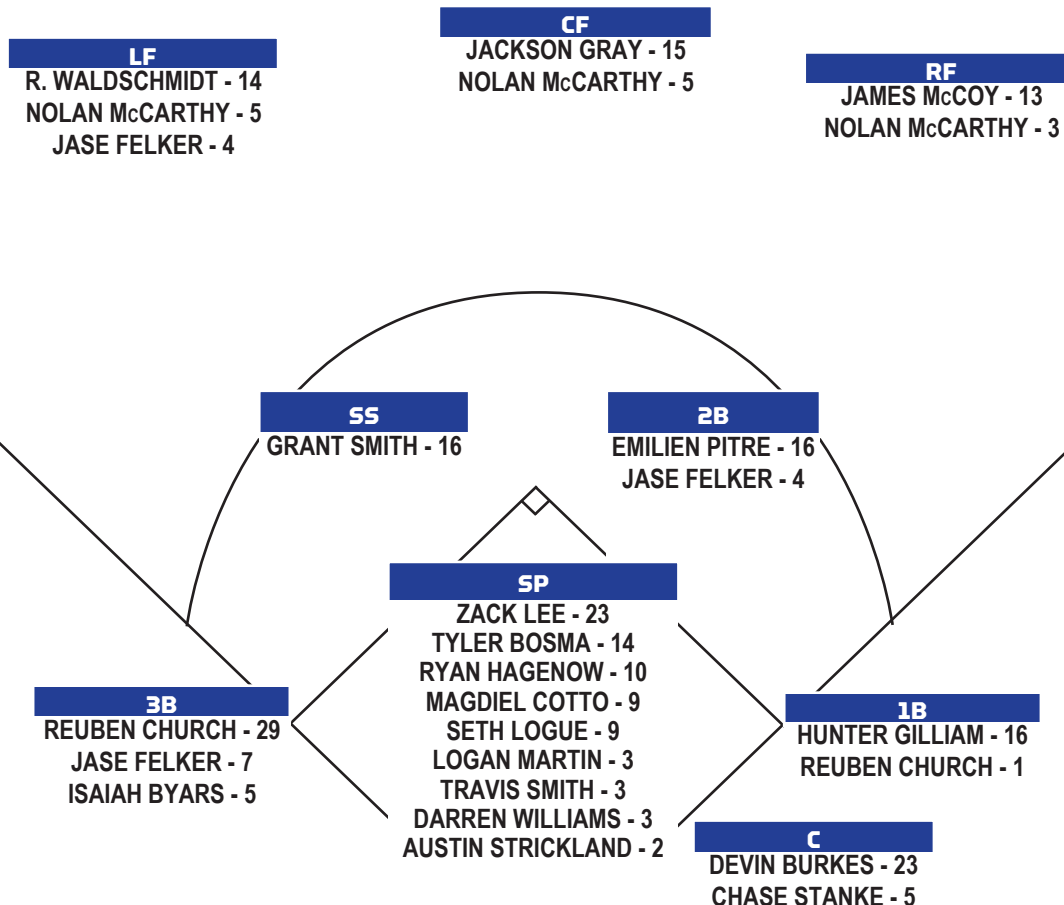 LF
R. WALDSCHMIDT - 14
NOLAN McCARTHY - 5
JASE FELKER - 4
CF
JACKSON GRAY - 15
NOLAN McCARTHY - 5
RF
JAMES McCOY - 13
NOLAN McCARTHY - 3
SS
GRANT SMITH - 16
2B
EMILIEN PITRE - 16
JASE FELKER - 4
SP
ZACK LEE - 23
TYLER BOSMA - 14
RYAN HAGENOW - 10
MAGDIEL COTTO - 9
SETH LOGUE - 9
LOGAN MARTIN - 3
TRAVIS SMITH - 3
DARREN WILLIAMS - 3
AUSTIN STRICKLAND - 2
3B
REUBEN CHURCH - 29
JASE FELKER - 7
ISAIAH BYARS - 5
1B
HUNTER GILLIAM - 16
REUBEN CHURCH - 1
C
DEVIN BURKES - 23
CHASE STANKE - 5